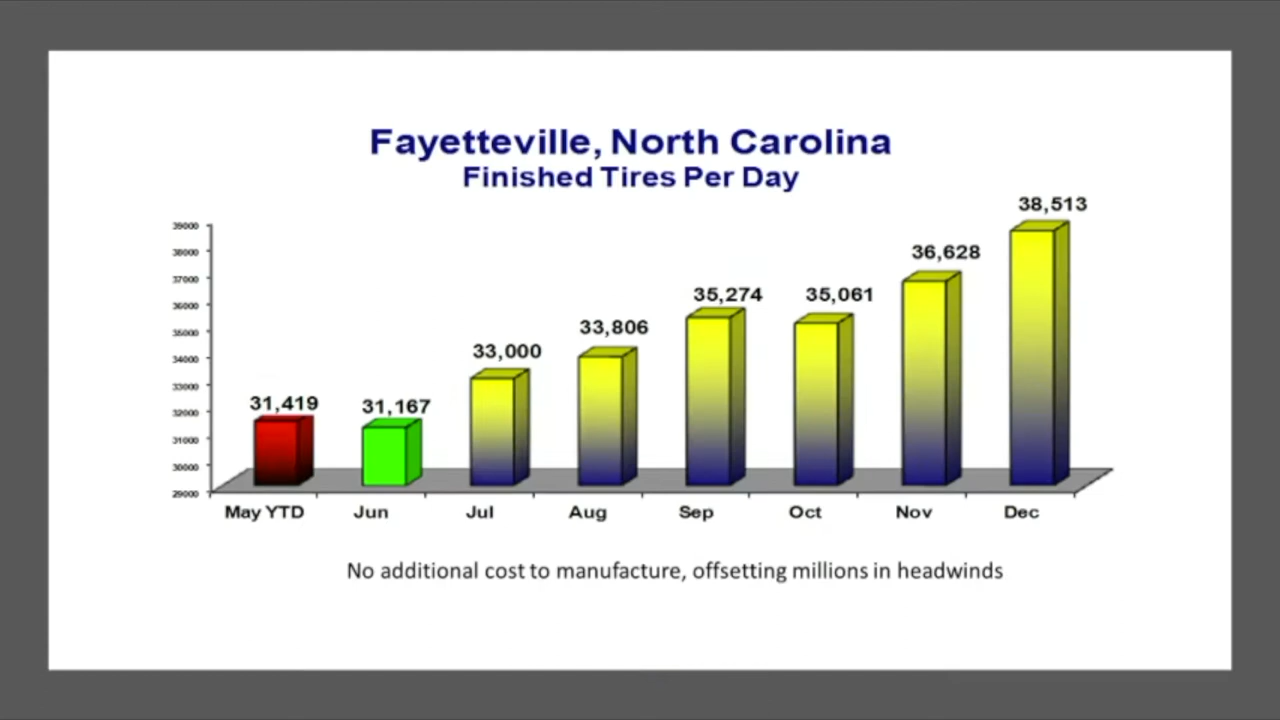 Fayetteville, North Carolina
Finished Tires Per Day
39000
38000
37000
36000
35000
34000
33000
32000
31000
30000
29000
31,419
31,167
33,000
33,806
35,274
35,061
36,628
38,513
May YTD
Jun
Jul
Aug
Sep
Oct
Nov
Dec
No additional cost to manufacture, offsetting millions in headwinds